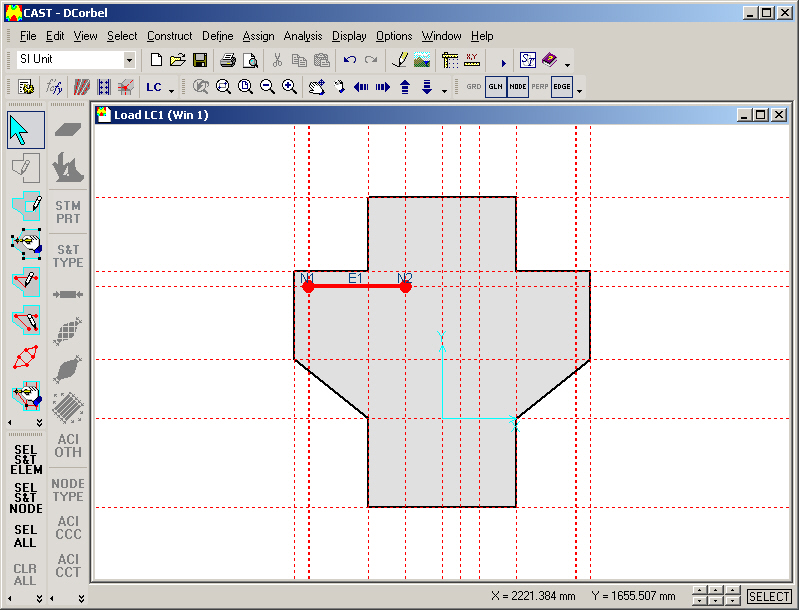 CAST - DCorbel
File Edit View Select Construct Define Assign Analysis Display Options Window Help
SI Unit
X,Y
ST
LC
GRD GLN NODE PERP EDGE
Load LC1 (Win 1)
STM
PRT
S&T
TYPE
N1 E1 N2
Y
X
ACI
OTH
SEL
S&T
ELEM
NODE
TYPE
SEL
S&T
NODE
ACI
CCC
SEL
ALL
ACI
CCT
CLR
ALL
X = 2221.384 mm Y = 1655.507 mm SELECT